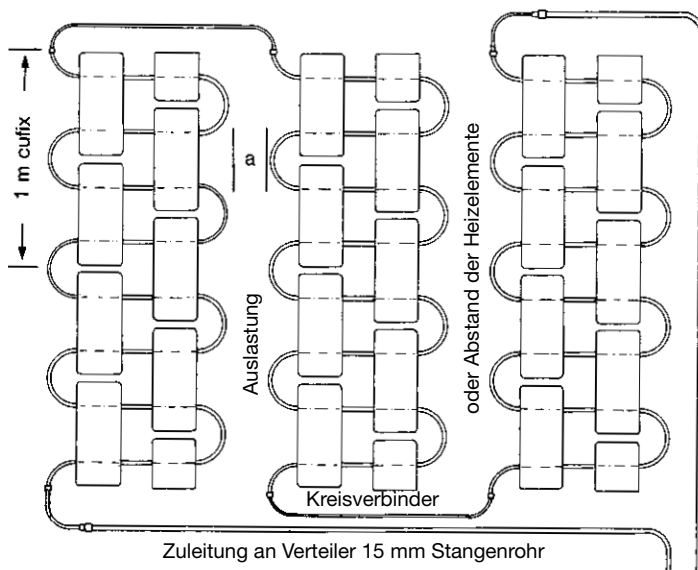 1 m cufix
a
Auslastung
oder Abstand der Heizelemente
Kreisverbinder
Zuleitung an Verteiler 15 mm Stangenrohr